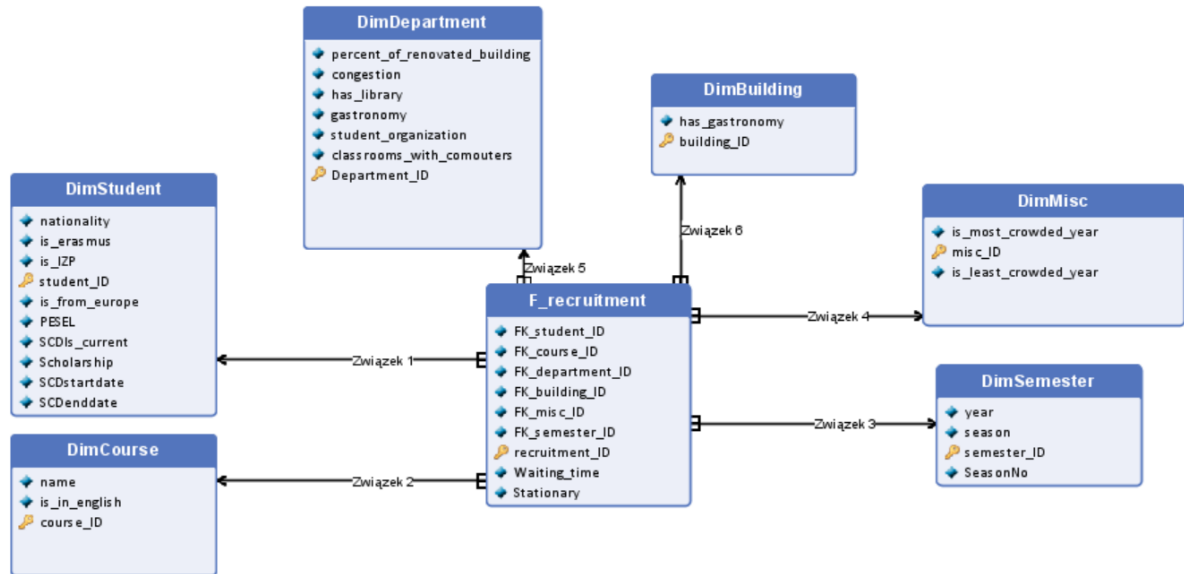 DimDepartment
percent_of_renovated_building
congestion
has_library
gastronomy
student_organization
classrooms_with_comouters
Department_ID
DimBuilding
has_gastronomy
building_ID
DimStudent
nationality
is_erasmus
is_IZP
student_ID
is_from_europe
PESEL
SCDIs_current
Scholarship
SCDstartdate
SCDenddate
DimMisc
is_most_crowded_year
misc_ID
is_least_crowded_year
Związek 6
Związek 5
F_recruitment
FK_student_ID
FK_course_ID
FK_department_ID
FK_building_ID
FK_misc_ID
FK_semester_ID
recruitment_ID
Waiting_time
Stationary
Związek 4
Związek 1
Związek 3
Związek 2
DimSemester
year
season
semester_ID
SeasonNo
DimCourse
name
is_in_english
course_ID